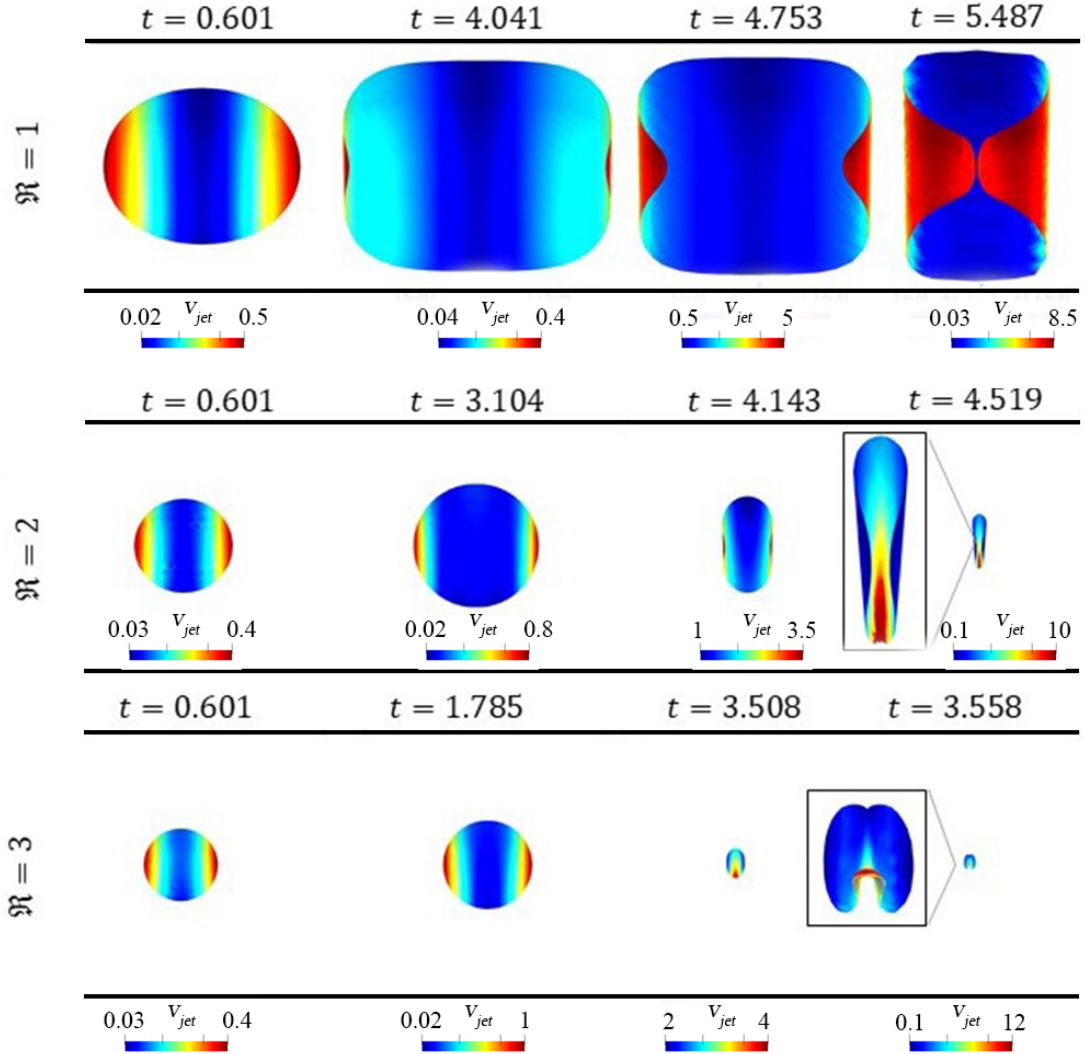 t = 0.601 t = 4.041 t = 4.753 t = 5.487
ℜ = 1
v_jet v_jet v_jet v_jet
0.02 0.5 0.04 0.4 0.5 5 0.03 8.5
t = 0.601 t = 3.104 t = 4.143 t = 4.519
ℜ = 2
v_jet v_jet v_jet v_jet
0.03 0.4 0.02 0.8 1 3.5 0.1 10
t = 0.601 t = 1.785 t = 3.508 t = 3.558
ℜ = 3
v_jet v_jet v_jet v_jet
0.03 0.4 0.02 1 2 4 0.1 12